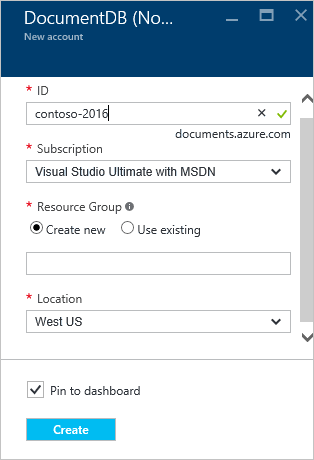 DocumentDB (No...
New account
* ID
contoso-2016
documents.azure.com
* Subscription
Visual Studio Ultimate with MSDN
* Resource Group
Create new Use existing
* Location
West US
Pin to dashboard
Create